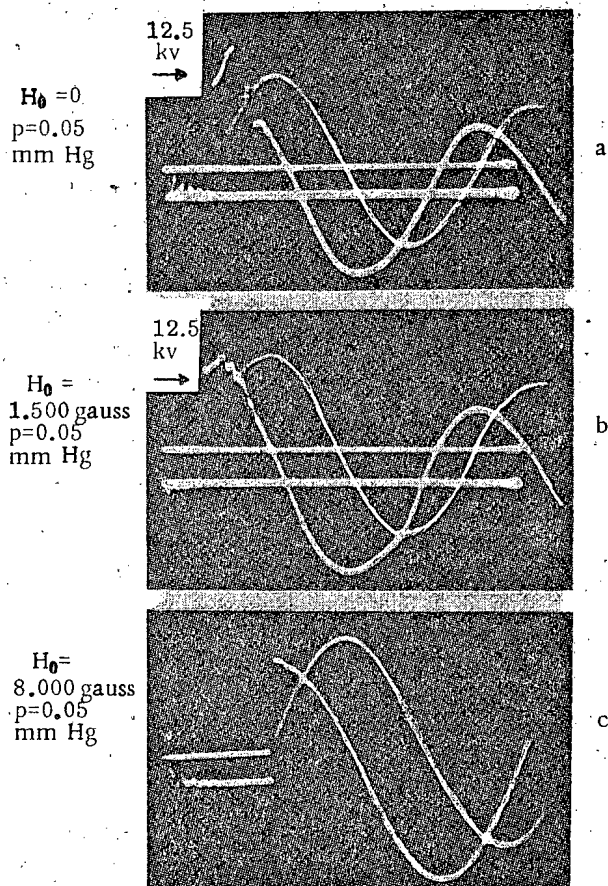 12.5
kv
H₀ =0
p=0.05
mm Hg
a
12.5
kv
H₀ =
1.500 gauss
p=0.05
mm Hg
b
H₀=
8.000 gauss
p=0.05
mm Hg
c